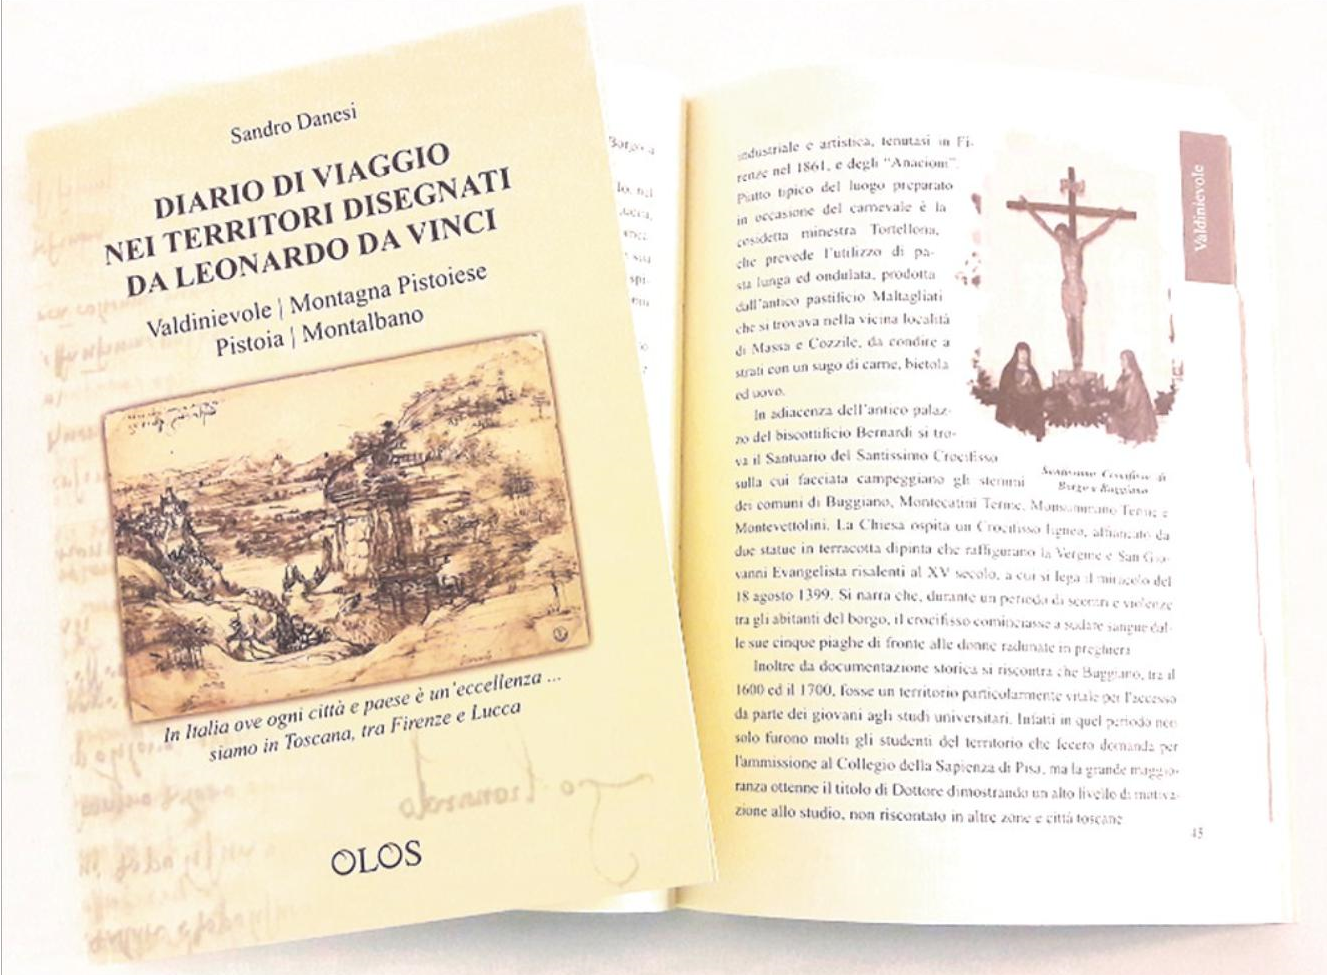 Sandro Danesi
DIARIO DI VIAGGIO
NEI TERRITORI DISEGNATI
DA LEONARDO DA VINCI
Valdinievole | Montagna Pistoiese
Pistoia | Montalbano
In Italia ove ogni città e paese è un'eccellenza ...
siamo in Toscana, tra Firenze e Lucca
OLOS
industriale e artistica, tenutasi in Fi-
renze nel 1861, e degli "Anacioni".
Piatto tipico del luogo preparato
in occasione del carnevale è la
cosidetta minestra Tortellona,
che prevede l'utilizzo di pa-
sta lunga ed ondulata, prodotta
dall'antico pastificio Maltagliati
che si trovava nella vicina località
di Massa e Cozzile, da condire a
strati con un sugo di carne, bietola
ed uovo.
In adiacenza dell'antico palaz-
zo del biscottificio Bernardi si tro-
va il Santuario del Santissimo Crocifisso
sulla cui facciata campeggiano gli stemmi
dei comuni di Buggiano, Montecatini Terme, Monsummano Terme e
Montevettolini. La Chiesa ospita un Crocifisso ligneo, affiancato da
due statue in terracotta dipinta che raffigurano la Vergine e San Gio-
vanni Evangelista risalenti al XV secolo, a cui si lega il miracolo del
18 agosto 1399. Si narra che, durante un periodo di scontri e violenze
tra gli abitanti del borgo, il crocifisso cominciasse a sudare sangue dal-
le sue cinque piaghe di fronte alle donne radunate in preghiera
Inoltre da documentazione storica si riscontra che Buggiano, tra il
1600 ed il 1700, fosse un territorio particolarmente vitale per l'accesso
da parte dei giovani agli studi universitari. Infatti in quel periodo non
solo furono molti gli studenti del territorio che fecero domanda per
l'ammissione al Collegio della Sapienza di Pisa, ma la grande maggio-
ranza ottenne il titolo di Dottore dimostrando un alto livello di motiva-
zione allo studio, non riscontato in altre zone e città toscane
Santissimo Crocifisso di
Borgo a Buggiano
Valdinievole
45